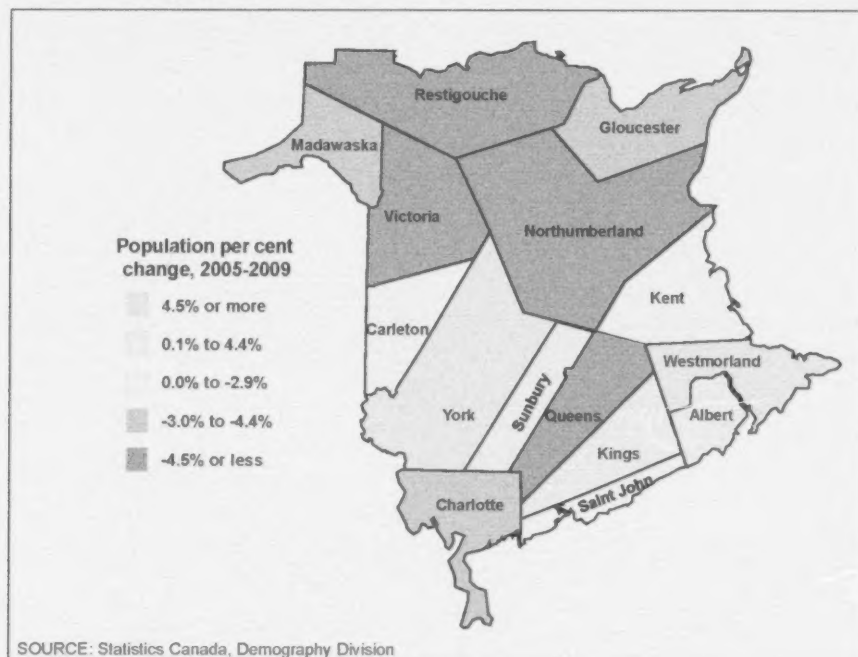 Restigouche
Gloucester
Madawaska
Victoria
Northumberland
Population per cent
change, 2005-2009
4.5% or more
0.1% to 4.4%
0.0% to -2.9%
-3.0% to -4.4%
-4.5% or less
Kent
Carleton
Westmorland
York
Sunbury
Queens
Albert
Kings
Saint John
Charlotte
SOURCE: Statistics Canada, Demography Division